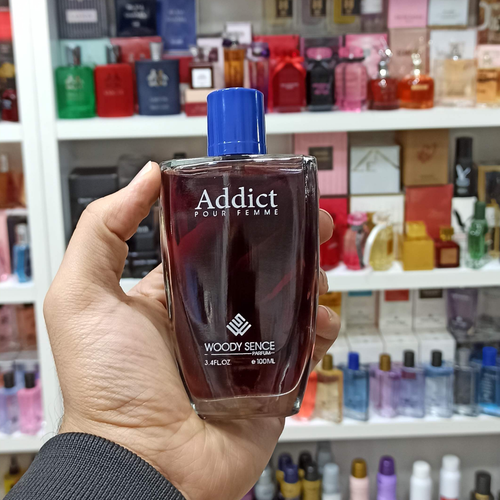 Addict
POUR FEMME
WOODY SENCE
PARFUM
3.4FL.OZ e 100ML